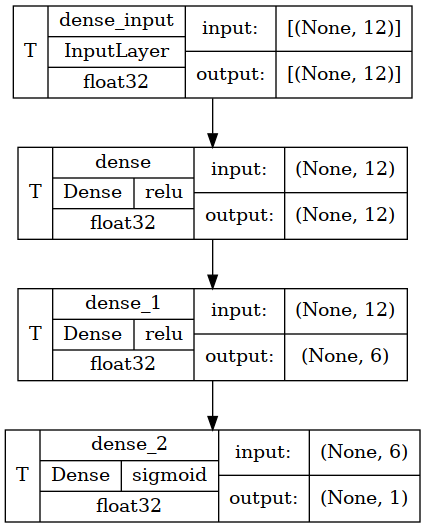 T
dense_input
InputLayer
float32
input:
[(None, 12)]
output:
[(None, 12)]
T
dense
Dense
relu
float32
input:
(None, 12)
output:
(None, 12)
T
dense_1
Dense
relu
float32
input:
(None, 12)
output:
(None, 6)
T
dense_2
Dense
sigmoid
float32
input:
(None, 6)
output:
(None, 1)